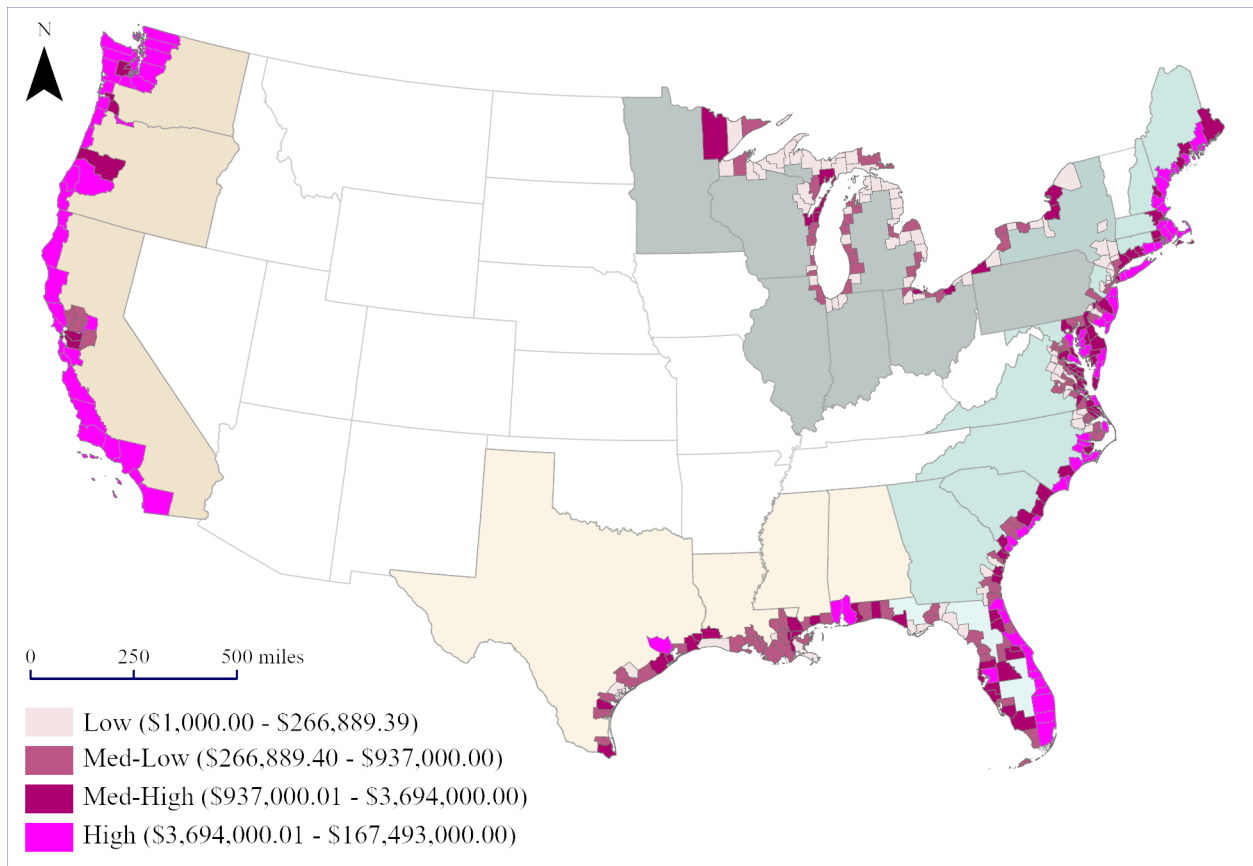 N
0 250 500 miles
Low ($1,000.00 - $266,889.39)
Med-Low ($266,889.40 - $937,000.00)
Med-High ($937,000.01 - $3,694,000.00)
High ($3,694,000.01 - $167,493,000.00)